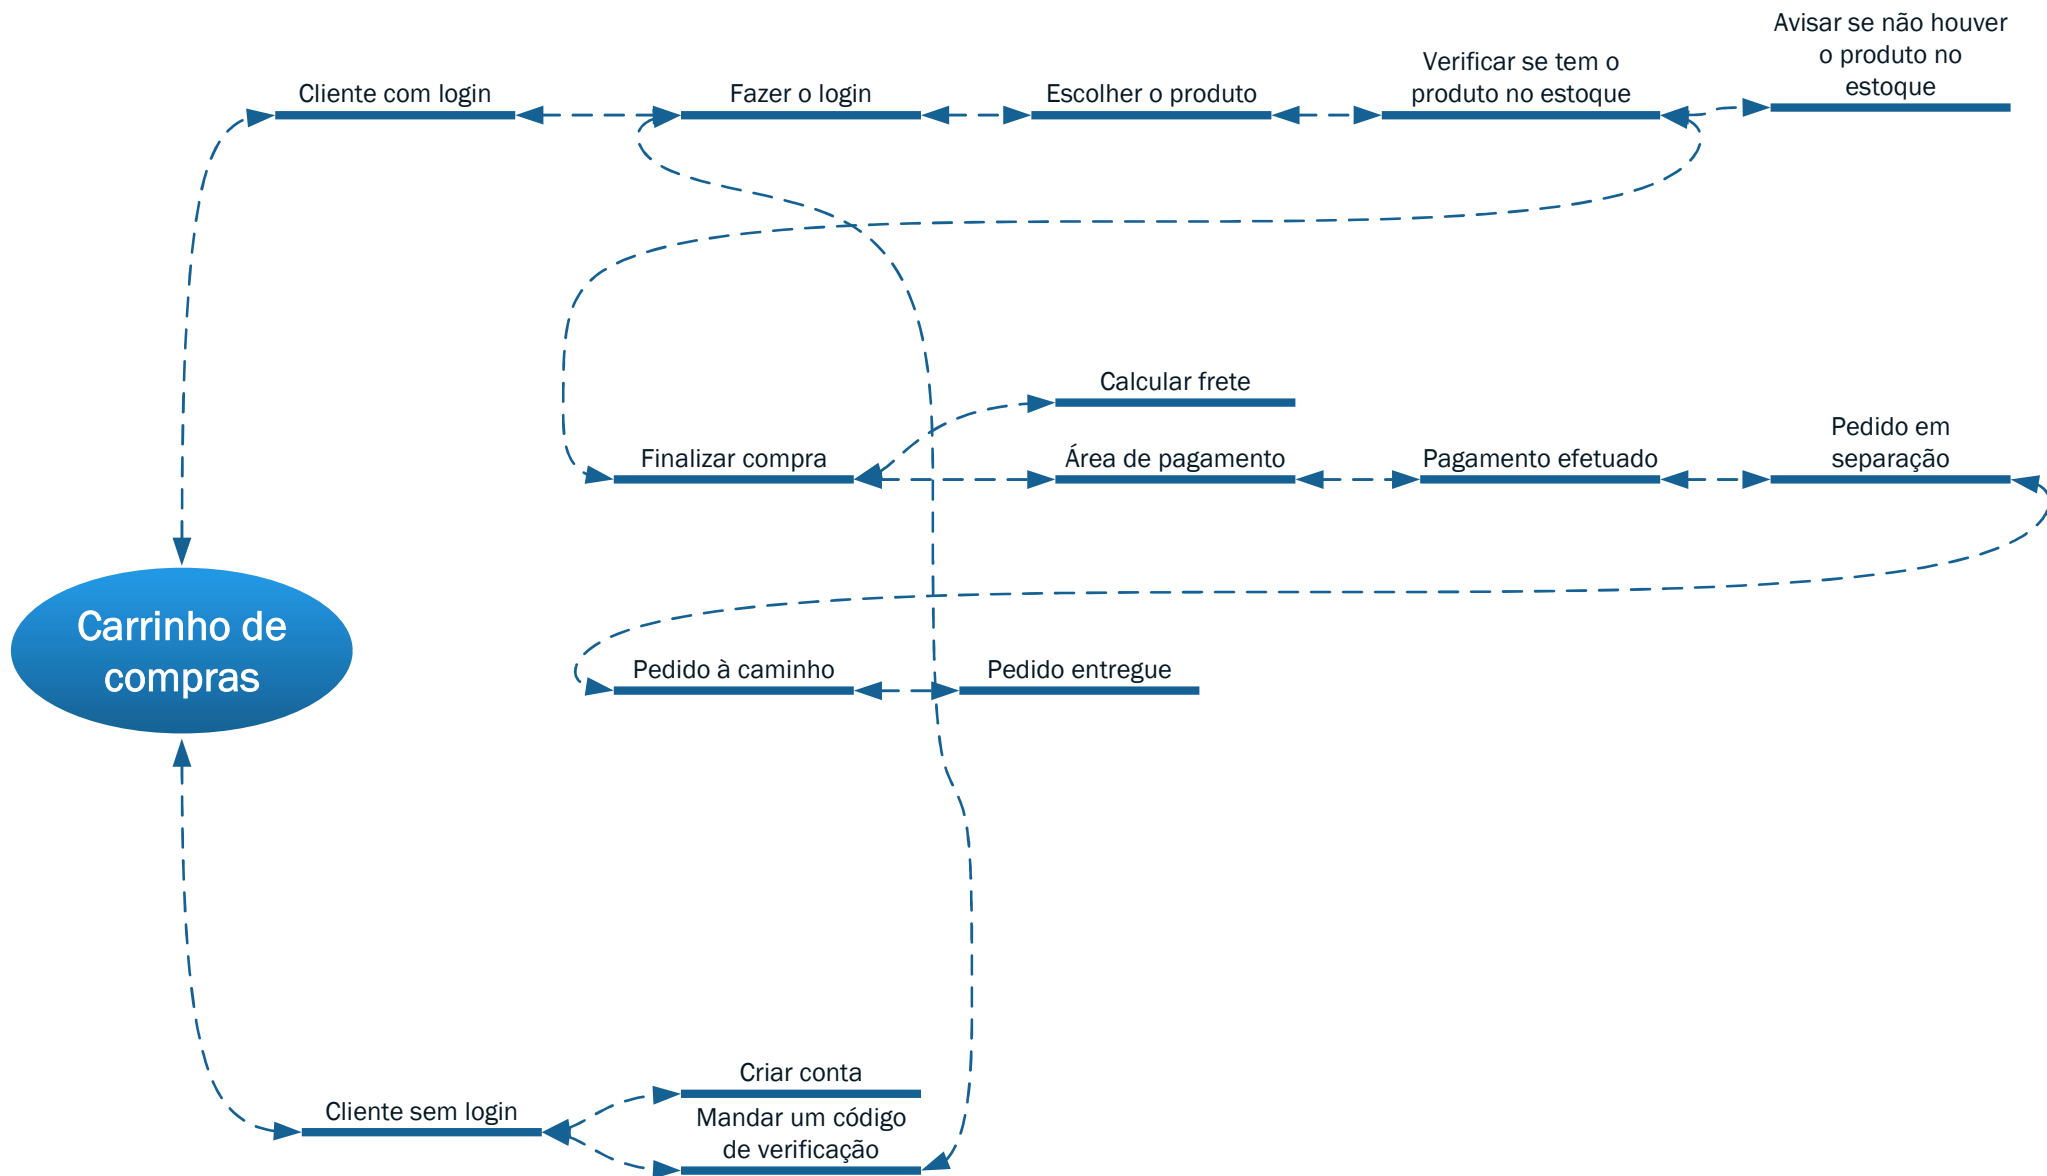 Cliente com login
Fazer o login
Escolher o produto
Verificar se tem o
produto no estoque
Avisar se não houver
o produto no
estoque
Calcular frete
Finalizar compra
Área de pagamento
Pagamento efetuado
Pedido em
separação
Carrinho de
compras
Pedido à caminho
Pedido entregue
Cliente sem login
Criar conta
Mandar um código
de verificação